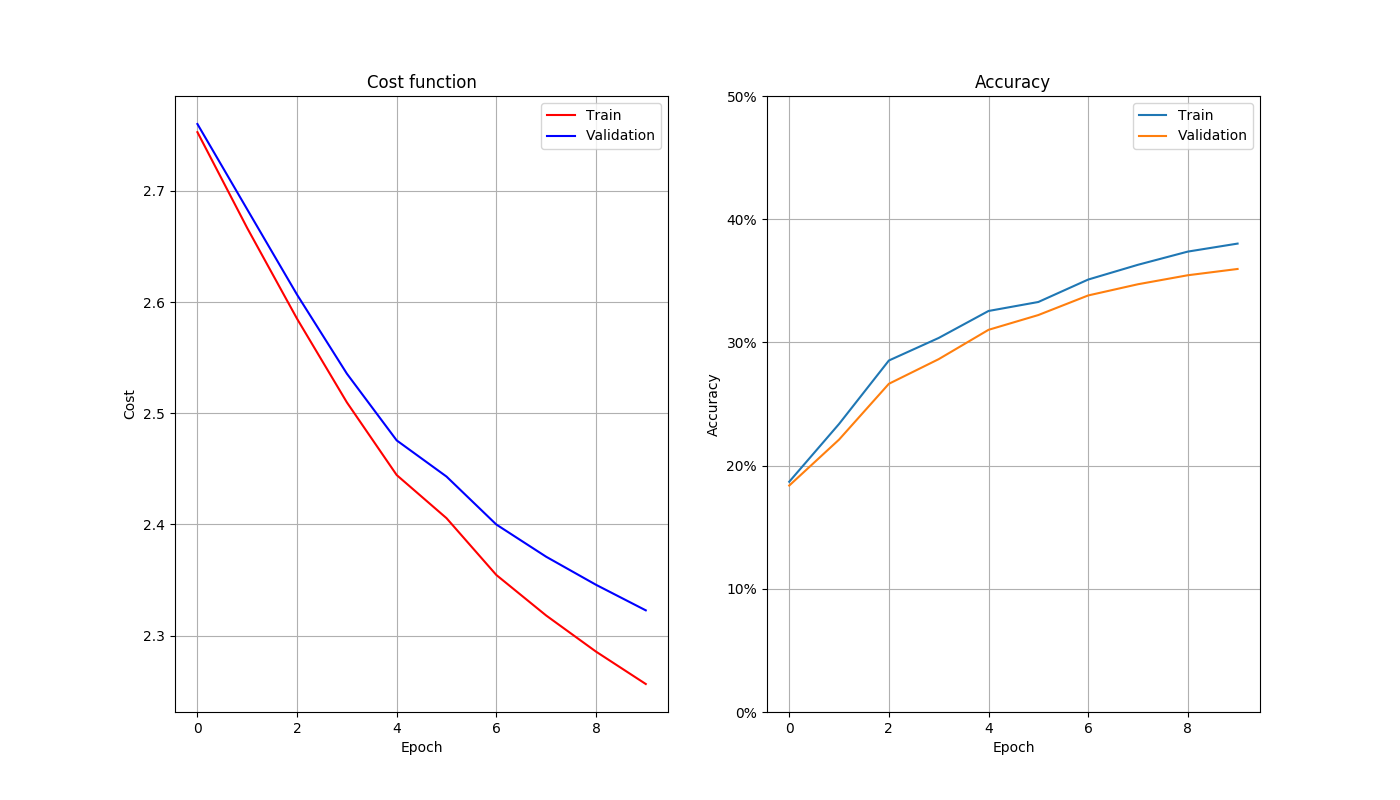 Cost function
Train
Validation
2.7
2.6
2.5
2.4
2.3
Cost
0 2 4 6 8
Epoch
Accuracy
Train
Validation
50%
40%
30%
20%
10%
0%
Accuracy
0 2 4 6 8
Epoch